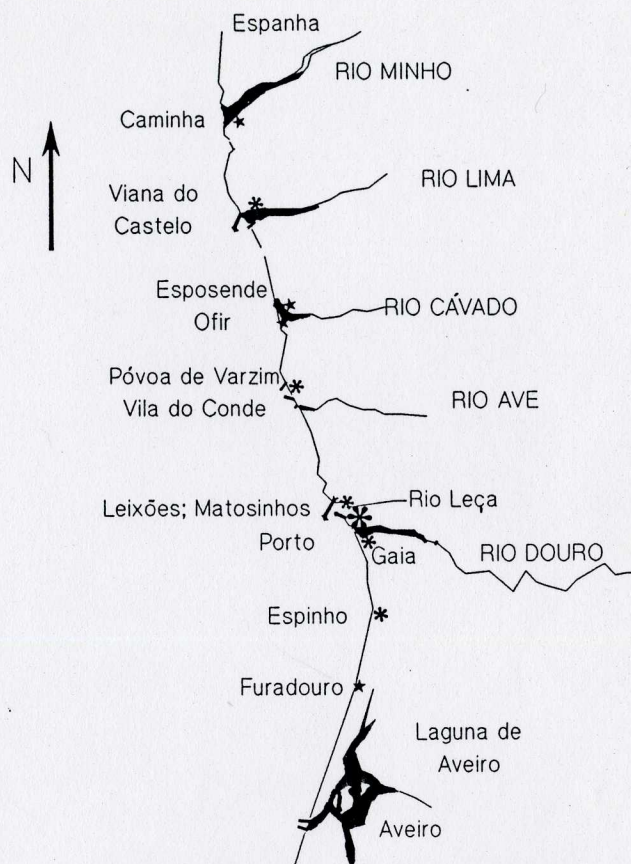 Espanha
RIO MINHO
Caminha
N
RIO LIMA
Viana do
Castelo
Esposende
Ofir
RIO CÁVADO
Póvoa de Varzim
Vila do Conde
RIO AVE
Leixões; Matosinhos
Porto
Rio Leça
Gaia
RIO DOURO
Espinho
Furadouro
Laguna de
Aveiro
Aveiro